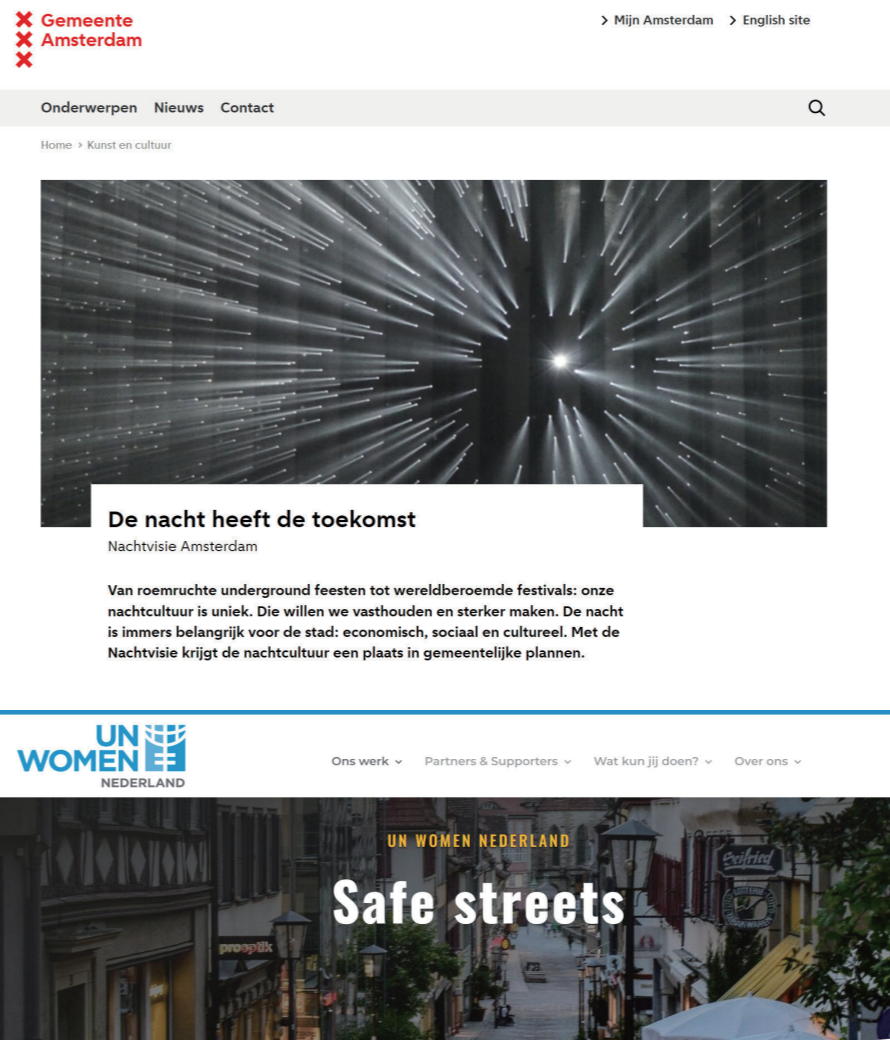 Gemeente
Amsterdam
Mijn Amsterdam
English site
Onderwerpen
Nieuws
Contact
Home > Kunst en cultuur
De nacht heeft de toekomst
Nachtvisie Amsterdam
Van roemruchte underground feesten tot wereldberoemde festivals: onze
nachtcultuur is uniek. Die willen we vasthouden en sterker maken. De nacht
is immers belangrijk voor de stad: economisch, sociaal en cultureel. Met de
Nachtvisie krijgt de nachtcultuur een plaats in gemeentelijke plannen.
UN
WOMEN
NEDERLAND
Ons werk
Partners & Supporters
Wat kun jij doen?
Over ons
UN WOMEN NEDERLAND
Safe streets
Seifried
prooptik